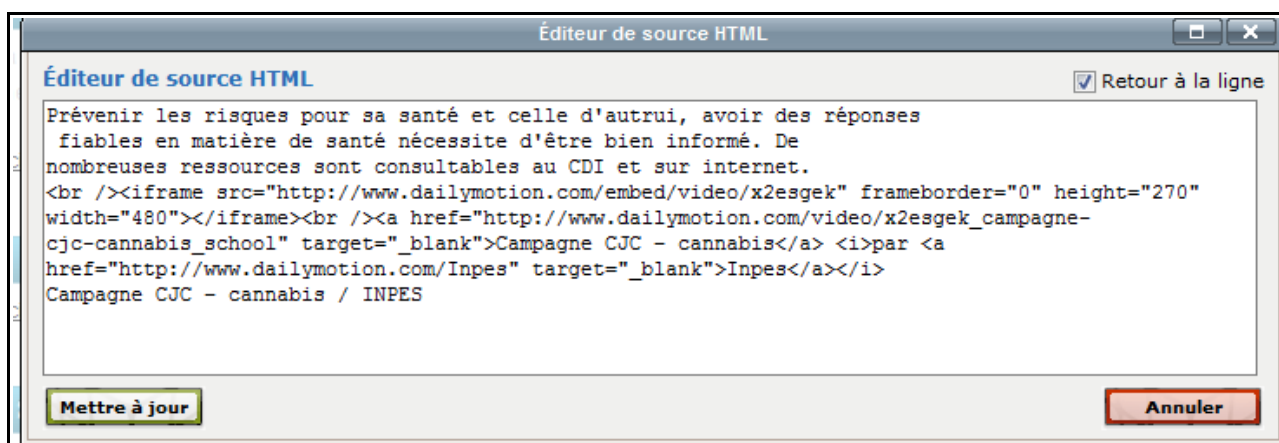 Éditeur de source HTML
Éditeur de source HTML
Retour à la ligne
Prévenir les risques pour sa santé et celle d'autrui, avoir des réponses
fiables en matière de santé nécessite d'être bien informé. De
nombreuses ressources sont consultables au CDI et sur internet.
<br /><iframe src="http://www.dailymotion.com/embed/video/x2esgek" frameborder="0" height="270"
width="480"></iframe><br /><a href="http://www.dailymotion.com/video/x2esgek_campagne-
cjc-cannabis_school" target="_blank">Campagne CJC – cannabis</a> <i>par <a
href="http://www.dailymotion.com/Inpes" target="_blank">Inpes</a></i>
Campagne CJC – cannabis / INPES
Mettre à jour
Annuler